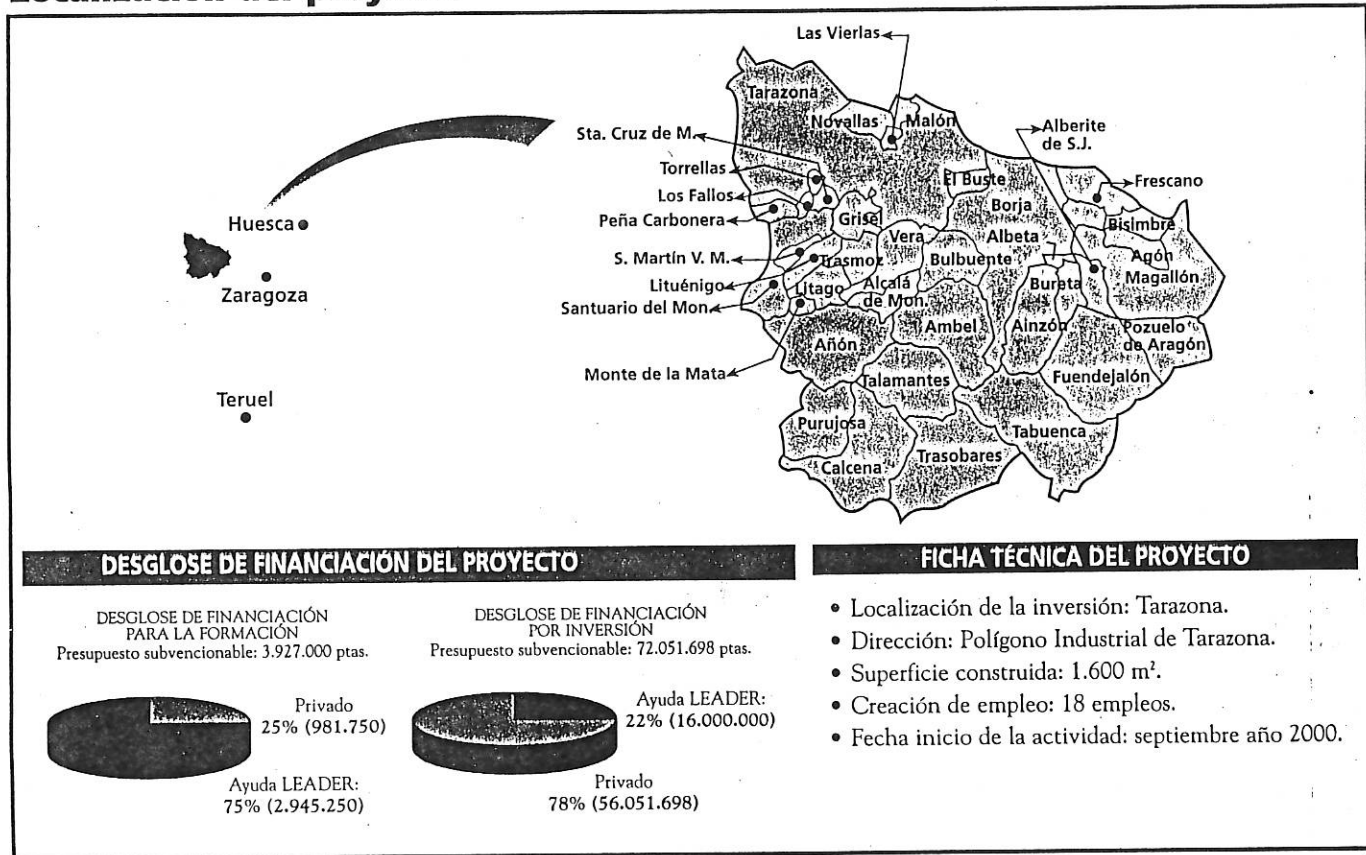 Localización del proy
Las Vierlas
Tarazona
Novallas
Malón
Sta. Cruz de M.
Alberite
de S.J.
Torrellas
El Buste
Frescano
Los Fallos
Borja
Peña Carbonera
Grisel
Bisimbre
Vera
Albeta
S. Martín V. M.
Trasmoz
Bulbuente
Agón
Magallón
Lituénigo
Litago
Alcalá
de Mon.
Bureta
Santuario del Mon.
Ambel
Ainzón
Pozuelo
de Aragón
Añón
Monte de la Mata
Talamantes
Fuendejalón
Purujosa
Tabuenca
Calcena
Trasobares
Huesca
Zaragoza
Teruel
DESGLOSE DE FINANCIACIÓN DEL PROYECTO
DESGLOSE DE FINANCIACIÓN
PARA LA FORMACIÓN
Presupuesto subvencionable: 3.927.000 ptas.
Privado
25% (981.750)
Ayuda LEADER:
75% (2.945.250)
DESGLOSE DE FINANCIACIÓN
POR INVERSIÓN
Presupuesto subvencionable: 72.051.698 ptas.
Ayuda LEADER:
22% (16.000.000)
Privado
78% (56.051.698)
FICHA TÉCNICA DEL PROYECTO
• Localización de la inversión: Tarazona.
• Dirección: Polígono Industrial de Tarazona.
• Superficie construida: 1.600 m².
• Creación de empleo: 18 empleos.
• Fecha inicio de la actividad: septiembre año 2000.